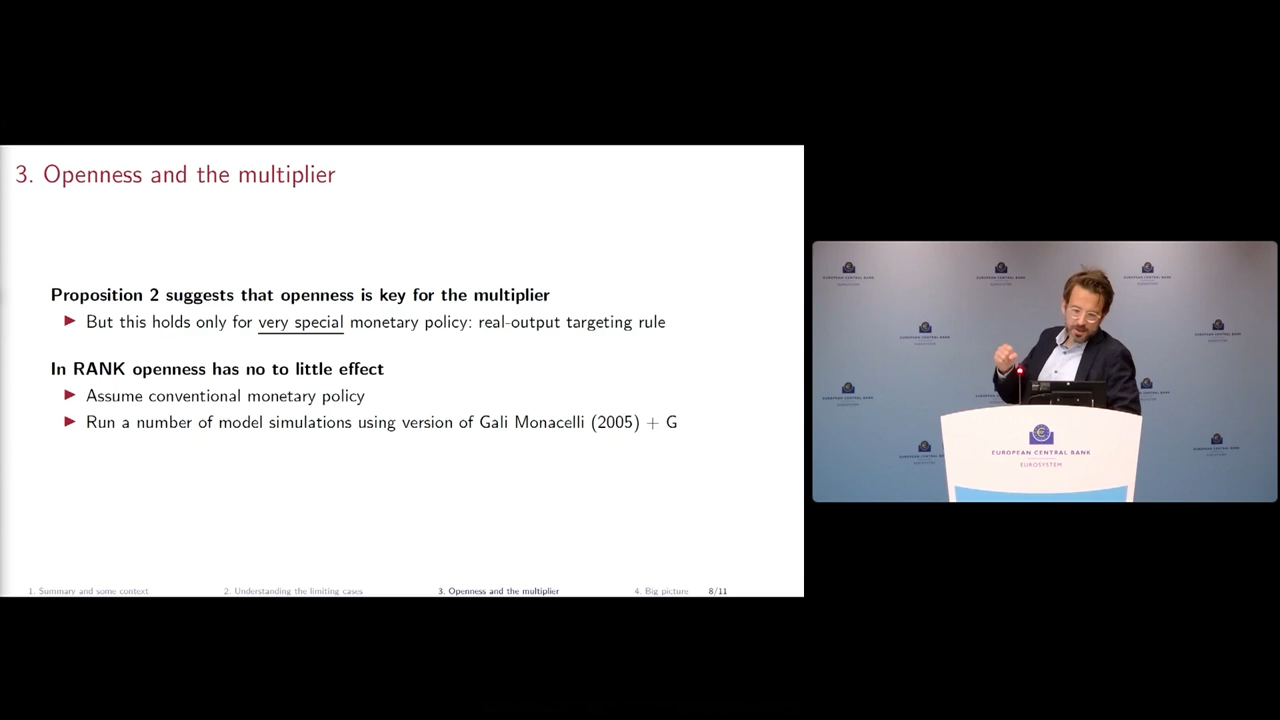 3. Openness and the multiplier
Proposition 2 suggests that openness is key for the multiplier
▶ But this holds only for very special monetary policy: real-output targeting rule
In RANK openness has no to little effect
▶ Assume conventional monetary policy
▶ Run a number of model simulations using version of Gali Monacelli (2005) + G
1. Summary and some context 2. Understanding the limiting cases 3. Openness and the multiplier 4. Big picture 8/11
EUROPEAN CENTRAL BANK
EUROSYSTEM